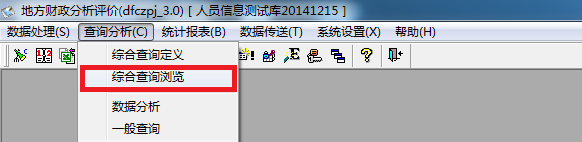 地方财政分析评价(dfczpj_3.0) [ 人员信息测试库20141215 ]
数据处理(S) 查询分析(C) 统计报表(B) 数据传送(T) 系统设置(X) 帮助(H)
综合查询定义
综合查询浏览
数据分析
一般查询